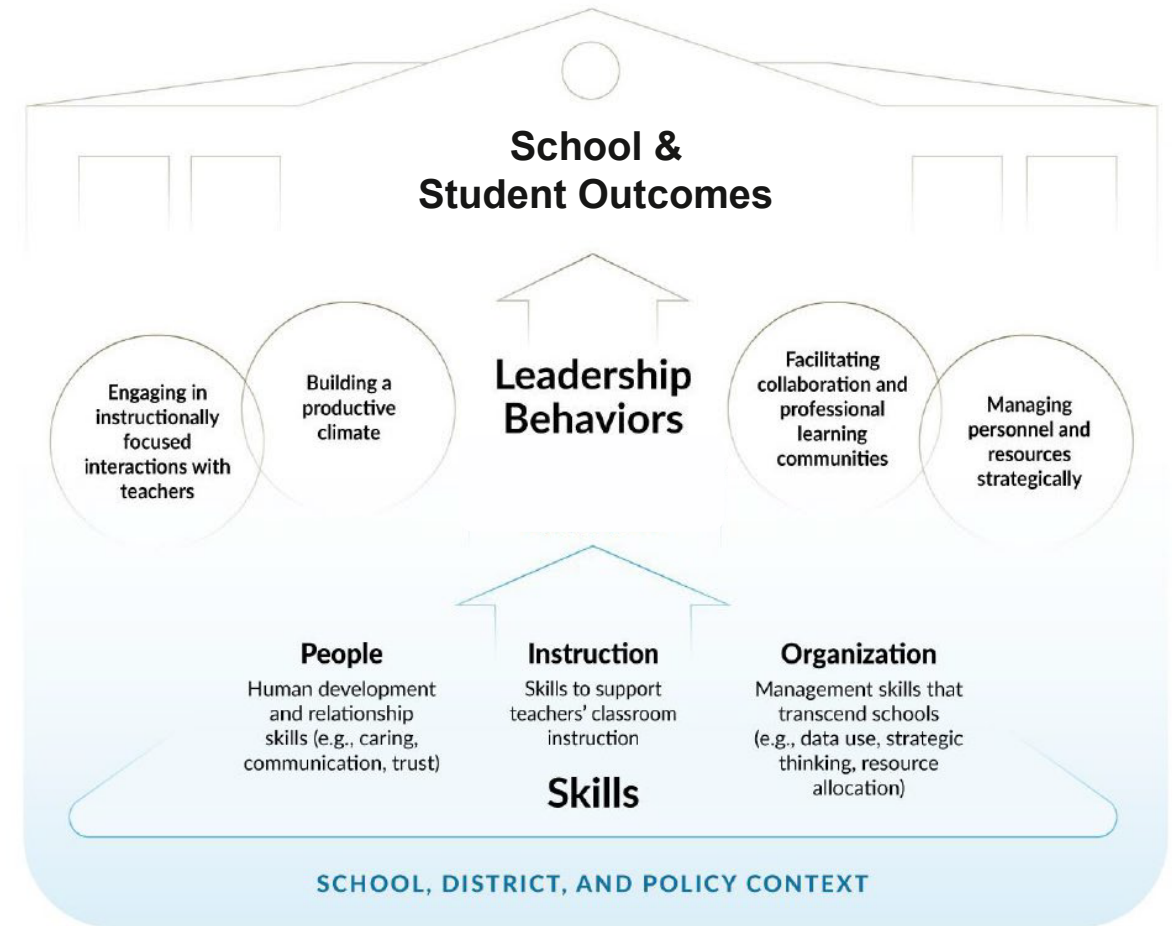 School &
Student Outcomes
Engaging in
instructionally
focused
interactions with
teachers
Building a
productive
climate
Leadership
Behaviors
Facilitating
collaboration and
professional
learning
communities
Managing
personnel and
resources
strategically
People
Human development
and relationship
skills (e.g., caring,
communication, trust)
Instruction
Skills to support
teachers’ classroom
instruction
Organization
Management skills that
transcend schools
(e.g., data use, strategic
thinking, resource
allocation)
Skills
SCHOOL, DISTRICT, AND POLICY CONTEXT